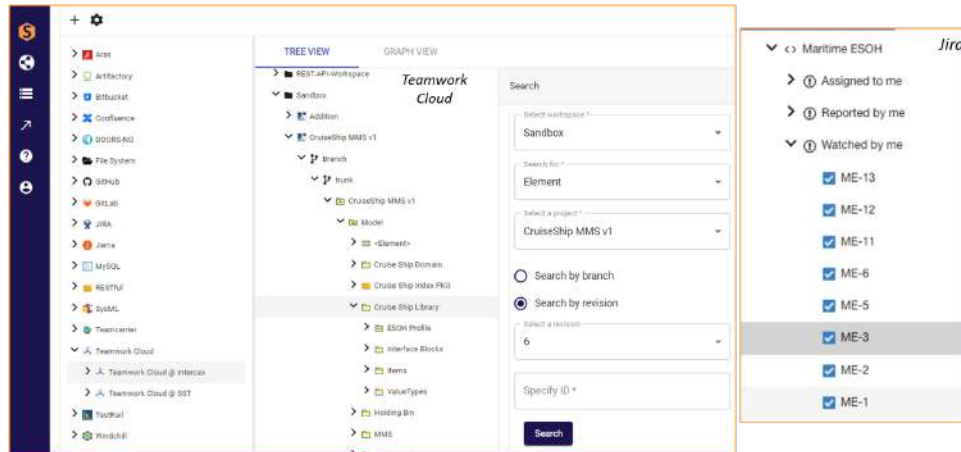 Aras
Artifactory
Bitbucket
Confluence
DOORS-NG
File System
GitHub
GitLab
JIRA
Jama
MySQL
RESTful
SysML
Teamcenter
Teamwork Cloud
Teamwork Cloud @ Intercax
Teamwork Cloud @ SST
TestRail
Windchill
TREE VIEW
GRAPH VIEW
Teamwork
Cloud
REST-API-Workspace
Sandbox
Addition
CruiseShip MMS v1
Branch
trunk
CruiseShip MMS v1
Model
<Element>
Cruise Ship Domain
Cruise Ship Index PKG
Cruise Ship Library
ESOH Profile
Interface Blocks
Items
ValueTypes
Holding Bin
MMS
Search
Select workspace *
Sandbox
Search for *
Element
Select a project *
CruiseShip MMS v1
Search by branch
Search by revision
Select a revision
6
Specify ID *
Search
Jira
Maritime ESOH
Assigned to me
Reported by me
Watched by me
ME-13
ME-12
ME-11
ME-6
ME-5
ME-3
ME-2
ME-1